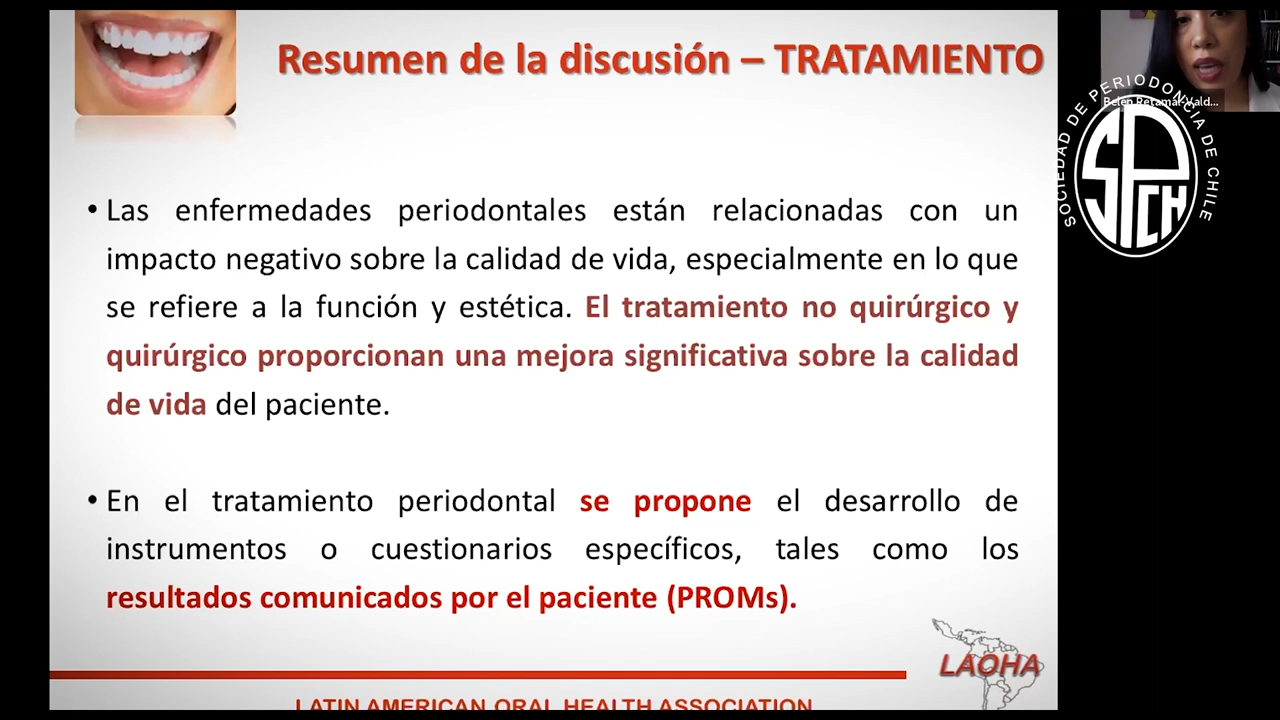 Resumen de la discusión – TRATAMIENTO
• Las enfermedades periodontales están relacionadas con un
impacto negativo sobre la calidad de vida, especialmente en lo que
se refiere a la función y estética. El tratamiento no quirúrgico y
quirúrgico proporcionan una mejora significativa sobre la calidad
de vida del paciente.
• En el tratamiento periodontal se propone el desarrollo de
instrumentos o cuestionarios específicos, tales como los
resultados comunicados por el paciente (PROMs).
LAOHA
LATIN AMERICAN ORAL HEALTH ASSOCIATION
Belén Retamal-Vald...
SOCIEDAD DE PERIODONCIA DE CHILE
SPCH